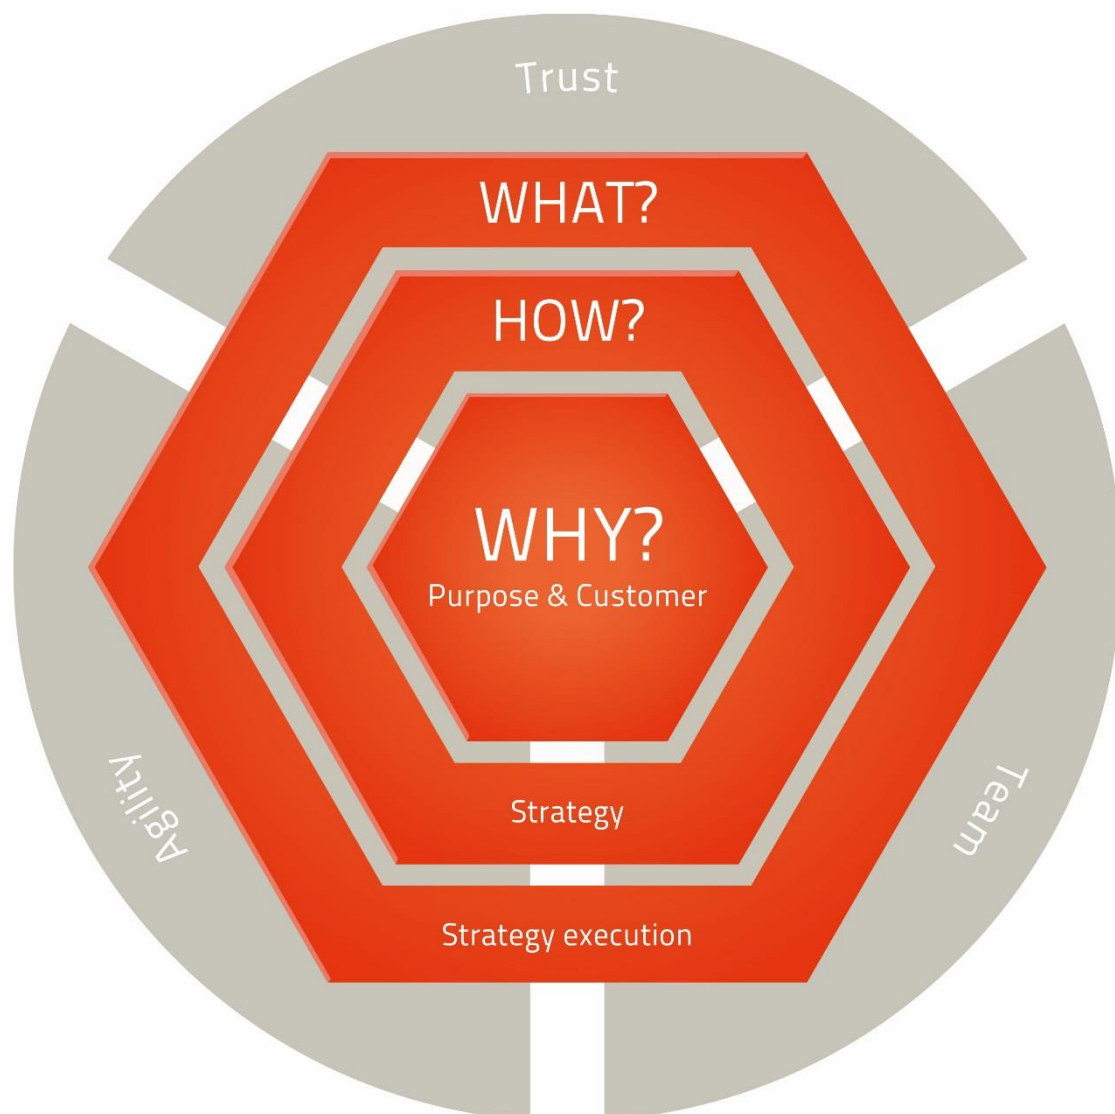 Trust
WHAT?
HOW?
WHY?
Purpose & Customer
Agility
Team
Strategy
Strategy execution